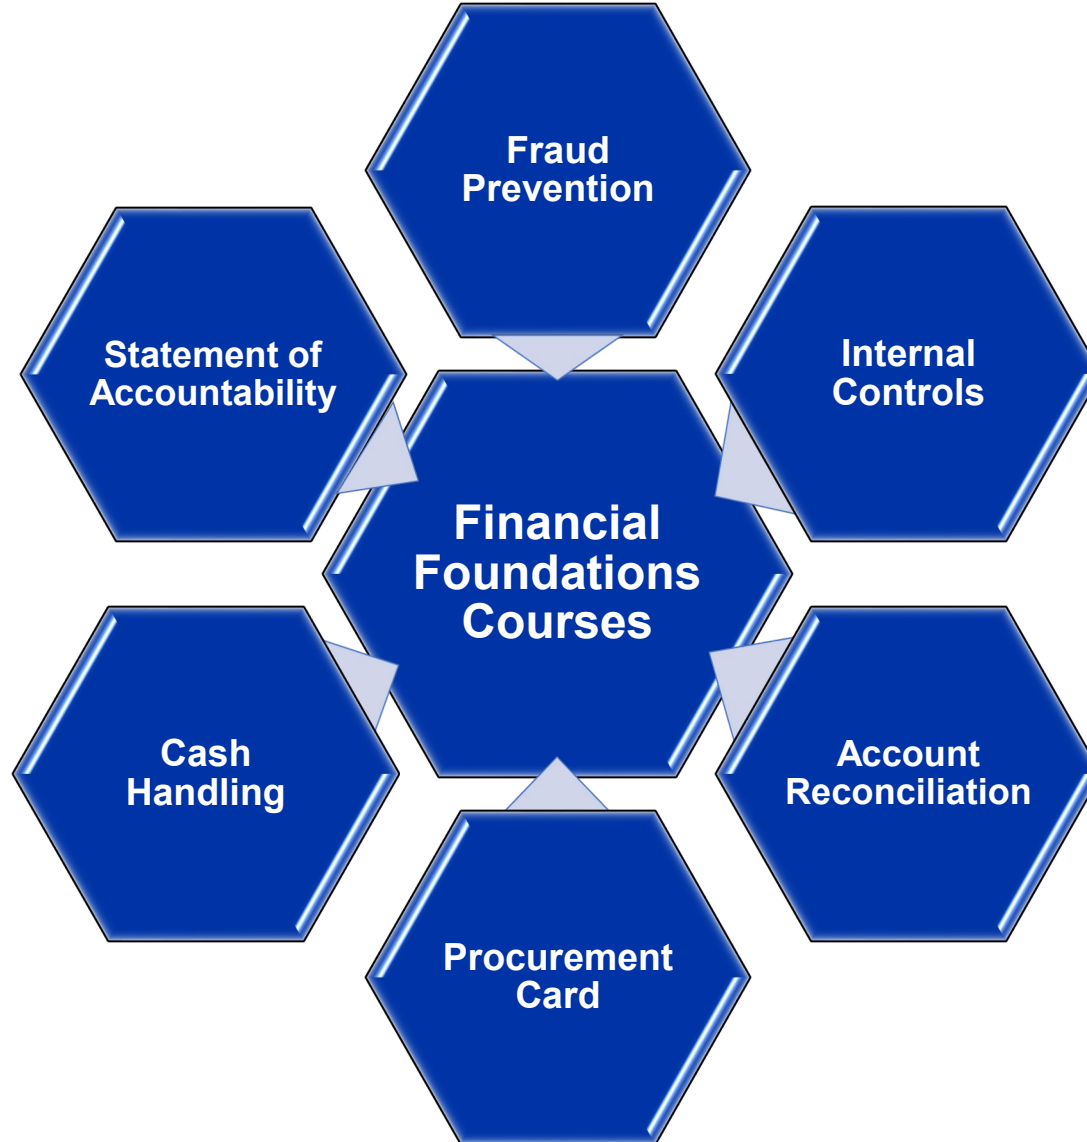 Fraud
Prevention
Statement of
Accountability
Internal
Controls
Financial
Foundations
Courses
Cash
Handling
Account
Reconciliation
Procurement
Card